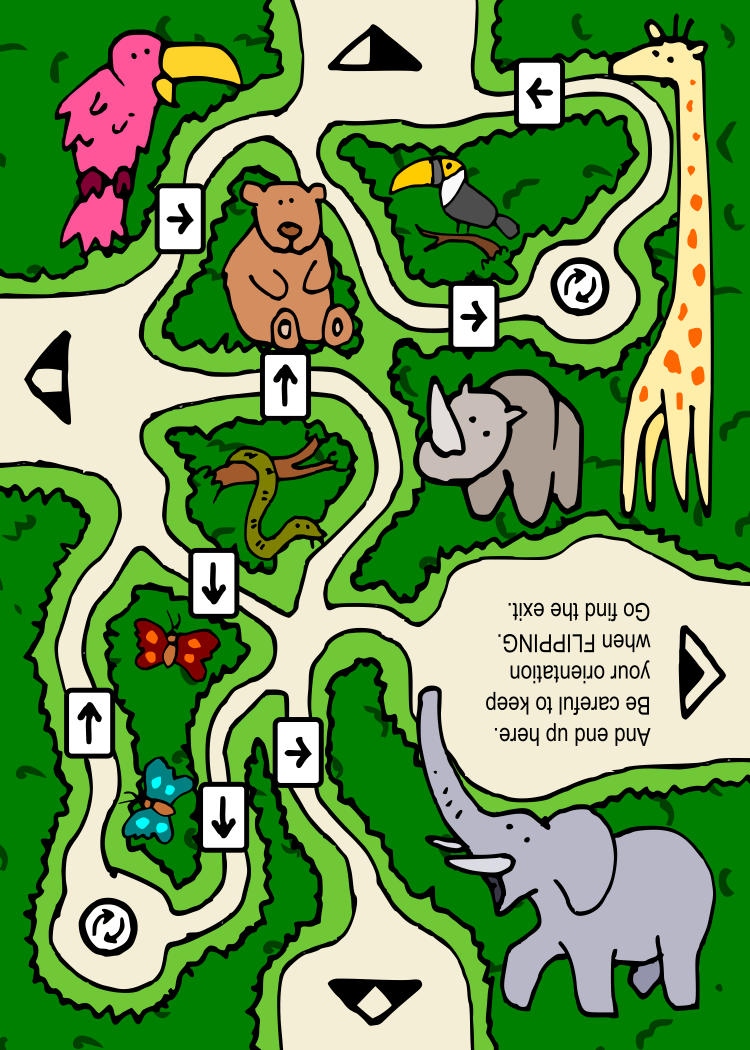 And end up here.
Be careful to keep
your orientation
when FLIPPING.
Go find the exit.